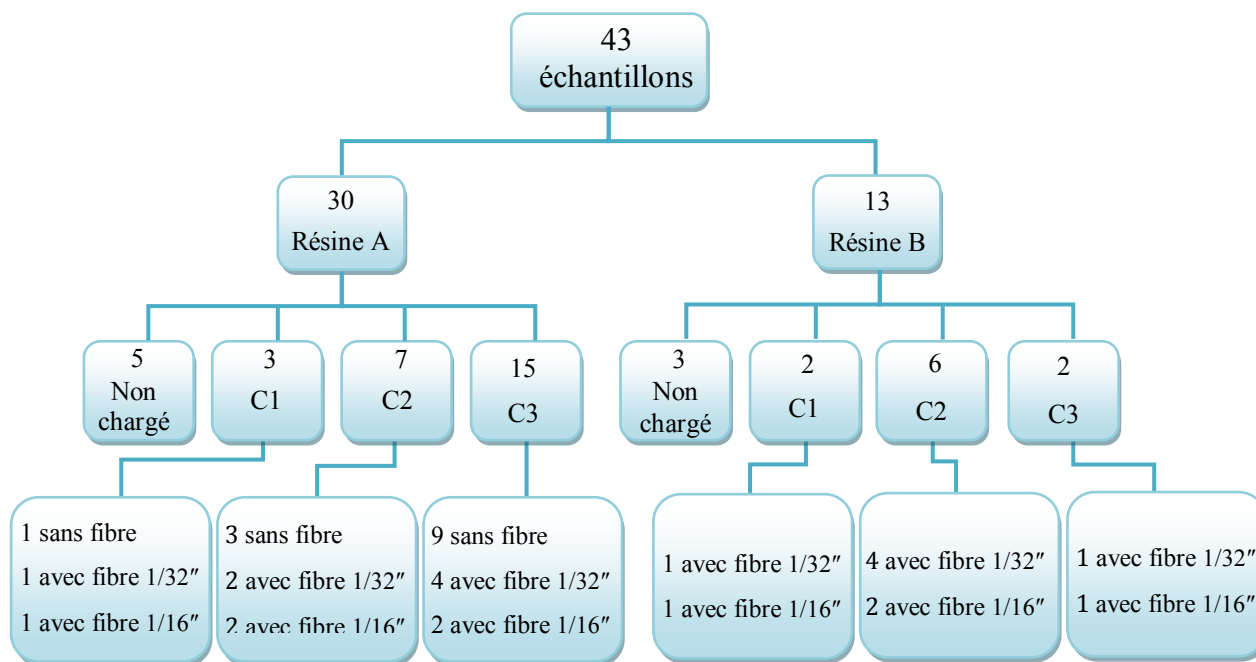 43
échantillons
30
Résine A
13
Résine B
5
Non
chargé
3
C1
7
C2
15
C3
3
Non
chargé
2
C1
6
C2
2
C3
1 sans fibre
1 avec fibre 1/32″
1 avec fibre 1/16″
3 sans fibre
2 avec fibre 1/32″
2 avec fibre 1/16″
9 sans fibre
4 avec fibre 1/32″
2 avec fibre 1/16″
1 avec fibre 1/32″
1 avec fibre 1/16″
4 avec fibre 1/32″
2 avec fibre 1/16″
1 avec fibre 1/32″
1 avec fibre 1/16″